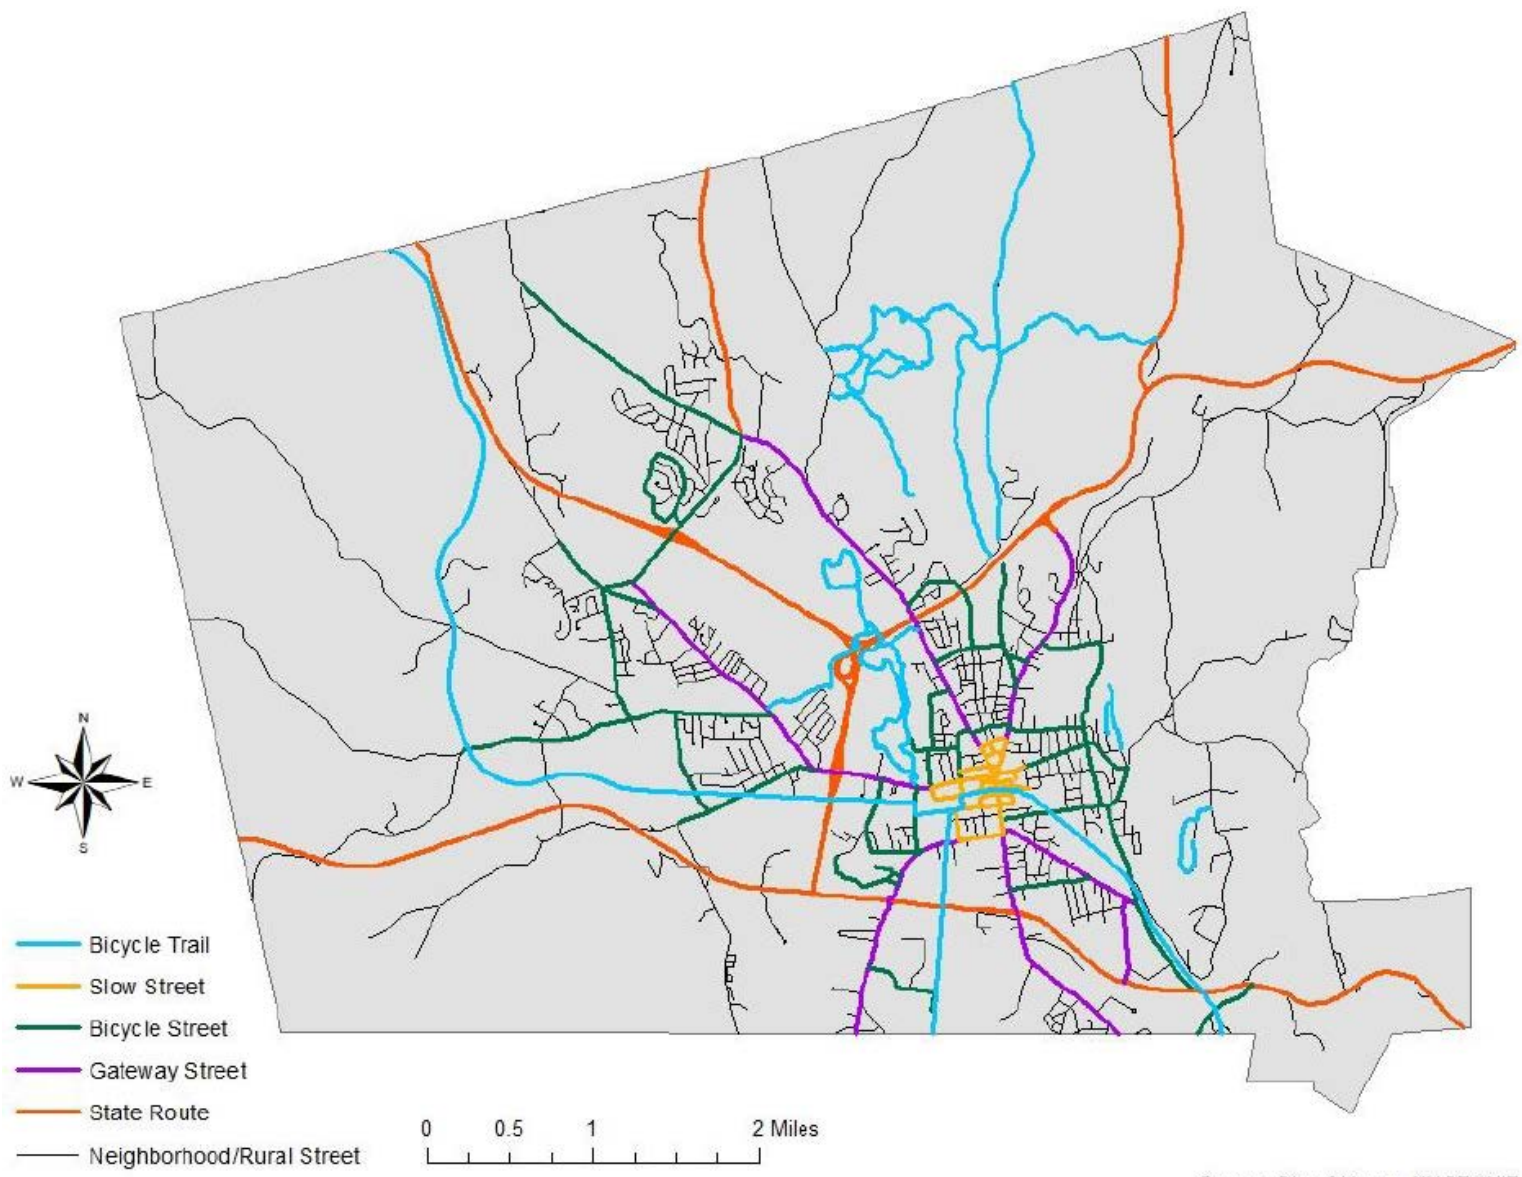 N
W E
S
Bicycle Trail
Slow Street
Bicycle Street
Gateway Street
State Route
Neighborhood/Rural Street
0 0.5 1 2 Miles